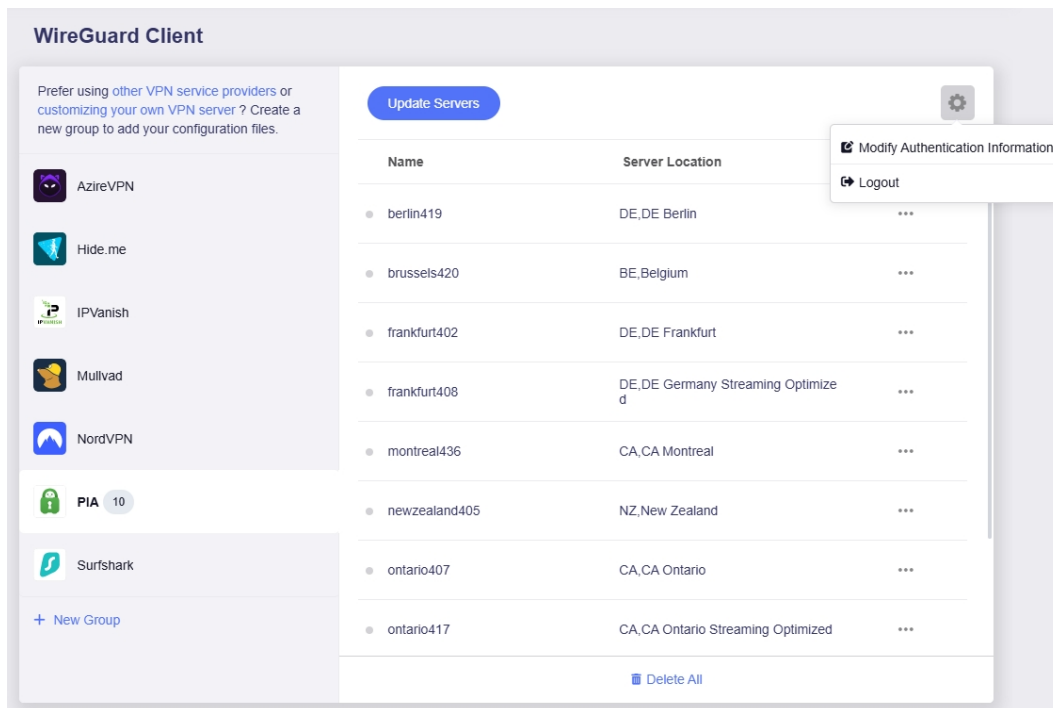 WireGuard Client
Prefer using other VPN service providers or
customizing your own VPN server ? Create a
new group to add your configuration files.
AzireVPN
Hide.me
IPVanish
Mullvad
NordVPN
PIA 10
Surfshark
+ New Group
Update Servers
Modify Authentication Information
Logout
Name Server Location
berlin419 DE,DE Berlin
brussels420 BE,Belgium
frankfurt402 DE,DE Frankfurt
frankfurt408 DE,DE Germany Streaming Optimize
d
montreal436 CA,CA Montreal
newzealand405 NZ,New Zealand
ontario407 CA,CA Ontario
ontario417 CA,CA Ontario Streaming Optimized
Delete All